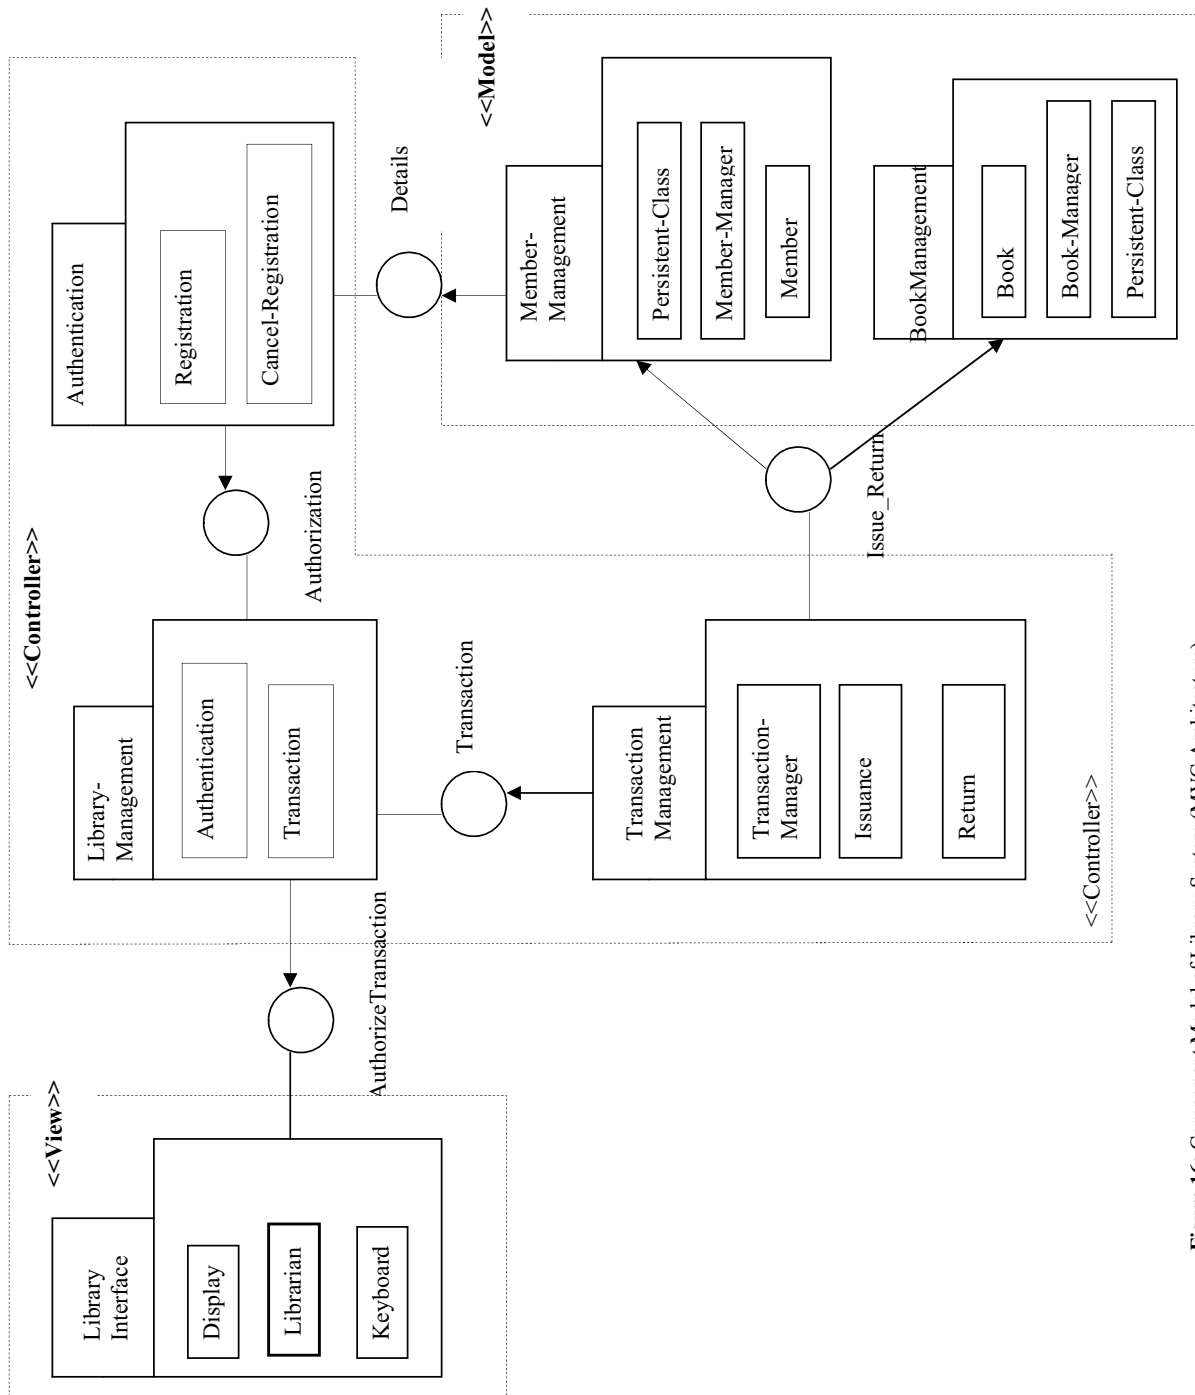 <<View>>
Library
Interface
Display
Librarian
Keyboard
AuthorizeTransaction
<<Controller>>
Library-
Management
Authentication
Transaction
Authorization
Authentication
Registration
Cancel-Registration
Transaction
Transaction
Management
Transaction-
Manager
Issuance
Return
<<Controller>>
Details
Issue_Return
<<Model>>
Member-
Management
Persistent-Class
Member-Manager
Member
BookManagement
Book
Book-Manager
Persistent-Class